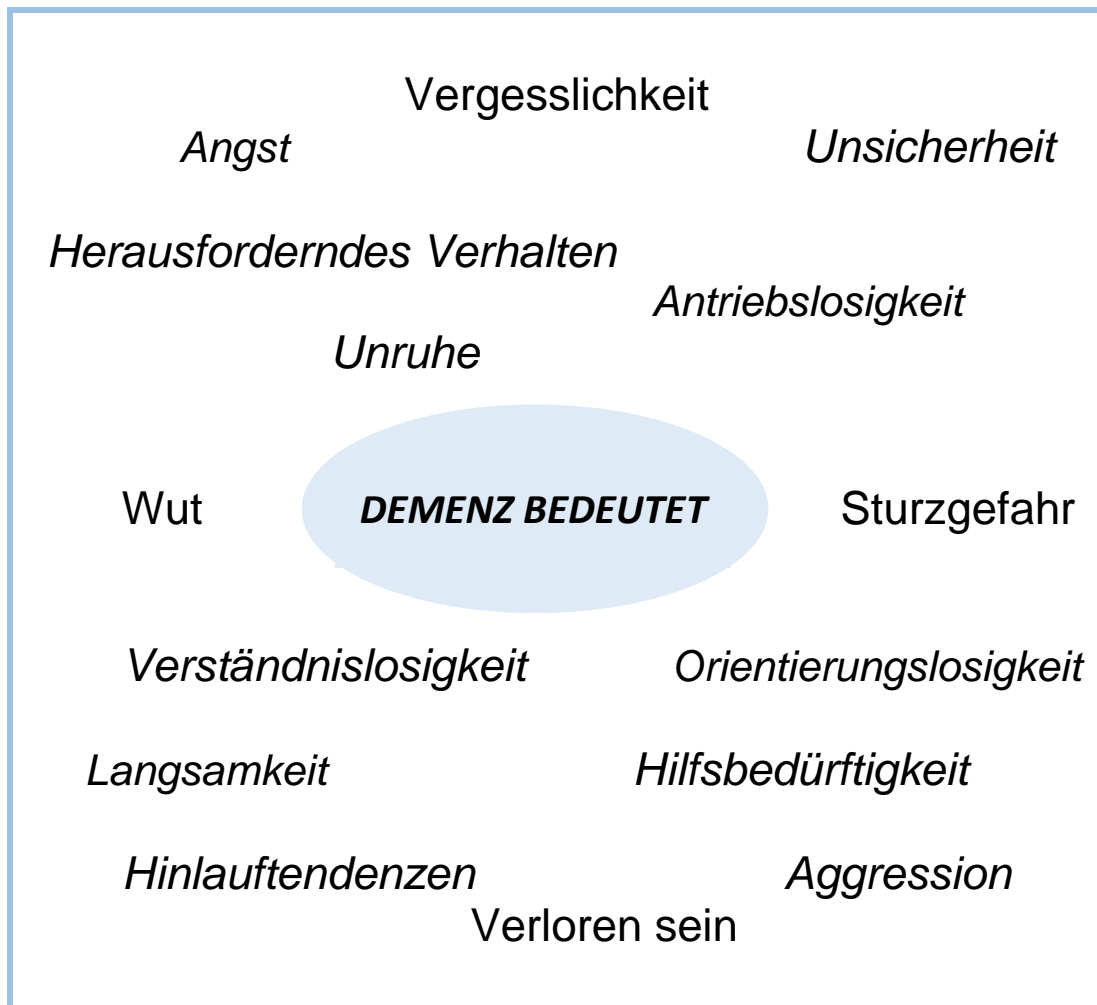 Vergesslichkeit
Angst
Unsicherheit
Herausforderndes Verhalten
Antriebslosigkeit
Unruhe
Wut
DEMENZ BEDEUTET
Sturzgefahr
Verständnislosigkeit
Orientierungslosigkeit
Langsamkeit
Hilfsbedürftigkeit
Hinlauftendenzen
Aggression
Verloren sein